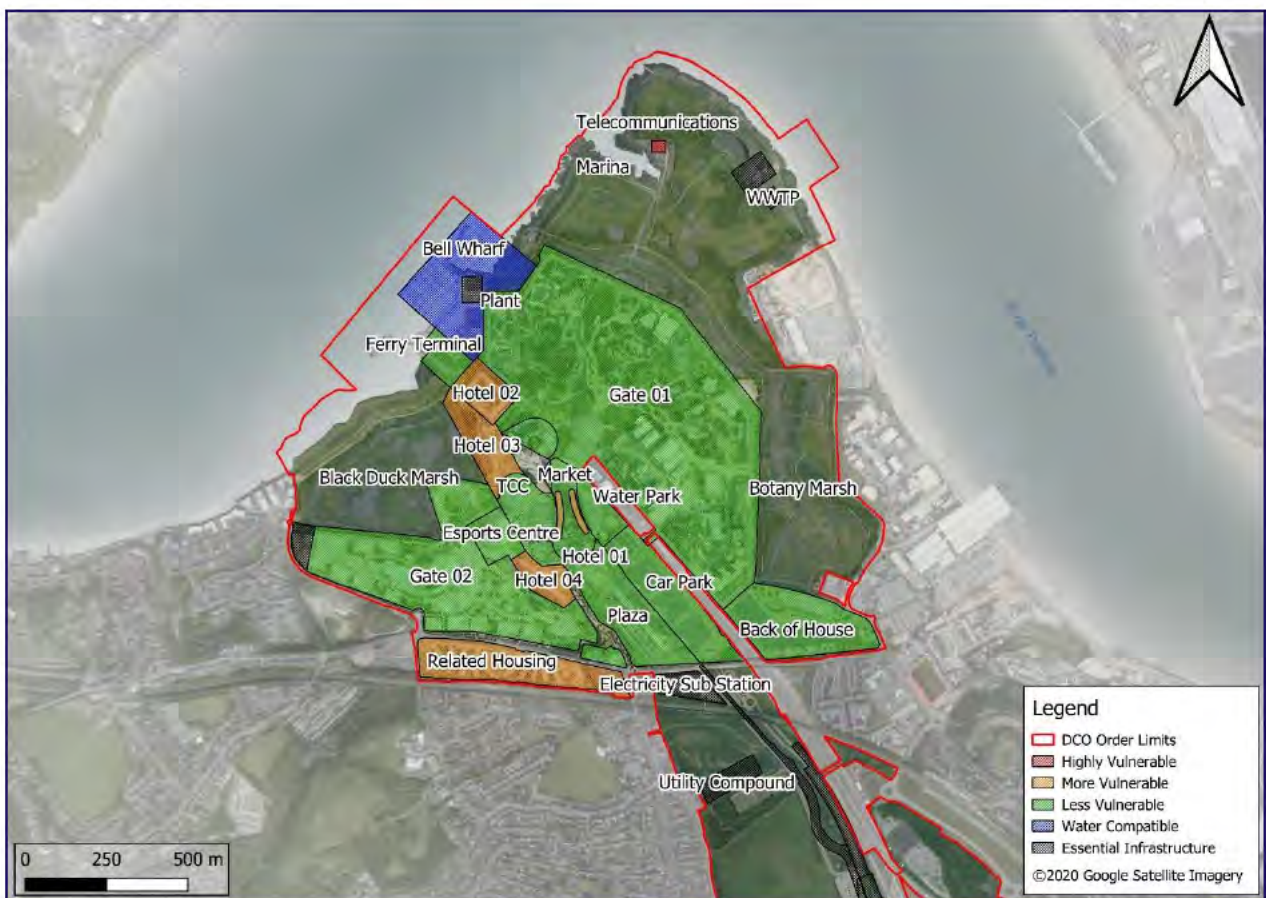 Telecommunications
Marina
WWTP
Bell Wharf
Plant
Ferry Terminal
Hotel 02
Gate 01
Hotel 03
Market
Black Duck Marsh
TCC
Water Park
Botany Marsh
Esports Centre
Hotel 01
Gate 02
Hotel 04
Car Park
Plaza
Back of House
Related Housing
Electricity Sub Station
Utility Compound
Legend
DCO Order Limits
Highly Vulnerable
More Vulnerable
Less Vulnerable
Water Compatible
Essential Infrastructure
©2020 Google Satellite Imagery
0 250 500 m